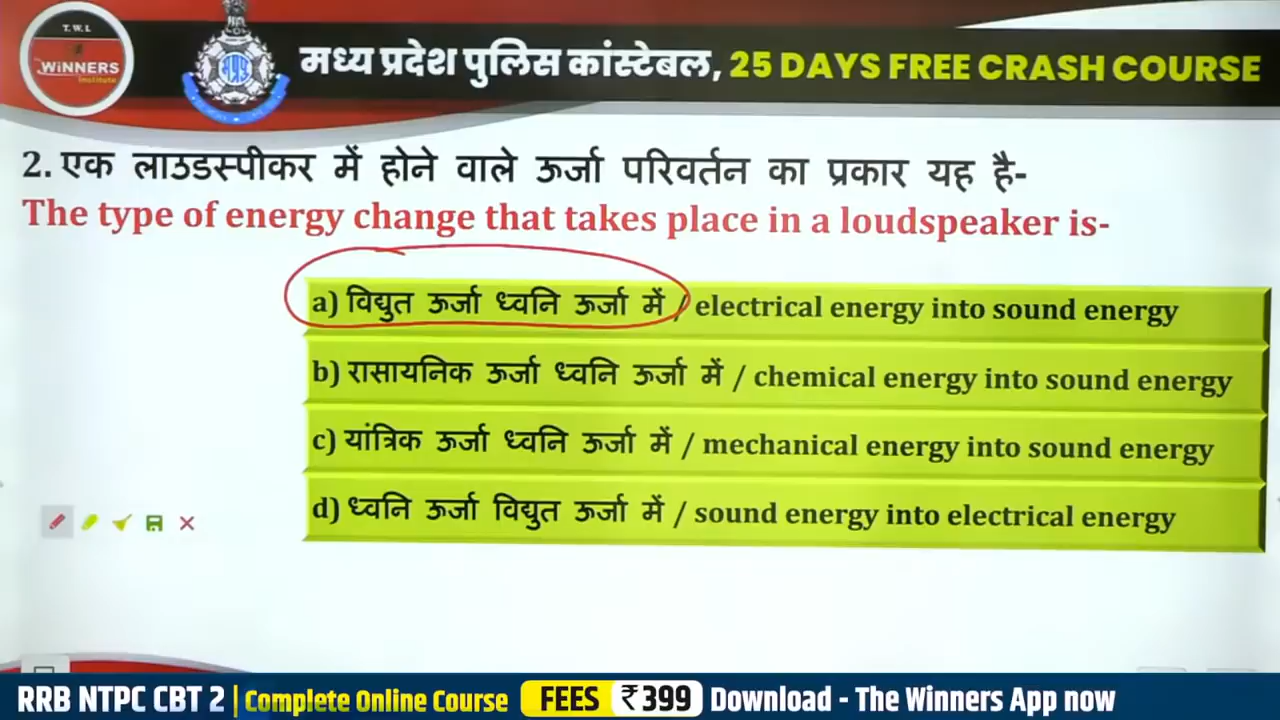 T.W.I.
WiNNERS
institute
मध्य प्रदेश पुलिस कांस्टेबल, 25 DAYS FREE CRASH COURSE
2. एक लाउडस्पीकर में होने वाले ऊर्जा परिवर्तन का प्रकार यह है-
The type of energy change that takes place in a loudspeaker is-
a) विद्युत ऊर्जा ध्वनि ऊर्जा में / electrical energy into sound energy
b) रासायनिक ऊर्जा ध्वनि ऊर्जा में / chemical energy into sound energy
c) यांत्रिक ऊर्जा ध्वनि ऊर्जा में / mechanical energy into sound energy
d) ध्वनि ऊर्जा विद्युत ऊर्जा में / sound energy into electrical energy
RRB NTPC CBT 2 | Complete Online Course FEES ₹399 Download - The Winners App now